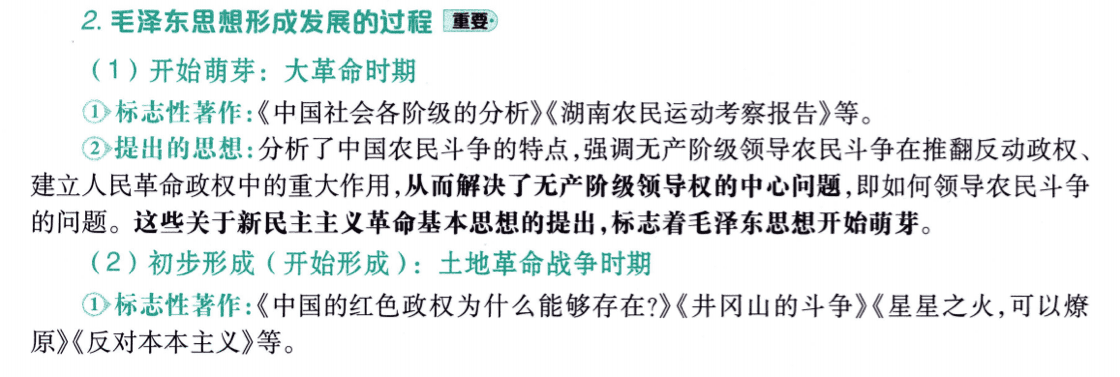 2. 毛泽东思想形成发展的过程 重要
（1）开始萌芽：大革命时期
①标志性著作：《中国社会各阶级的分析》《湖南农民运动考察报告》等。
②提出的思想：分析了中国农民斗争的特点，强调无产阶级领导农民斗争在推翻反动政权、
建立人民革命政权中的重大作用，从而解决了无产阶级领导权的中心问题，即如何领导农民斗争
的问题。这些关于新民主主义革命基本思想的提出，标志着毛泽东思想开始萌芽。
（2）初步形成（开始形成）：土地革命战争时期
①标志性著作：《中国的红色政权为什么能够存在?》《井冈山的斗争》《星星之火，可以燎
原》《反对本本主义》等。